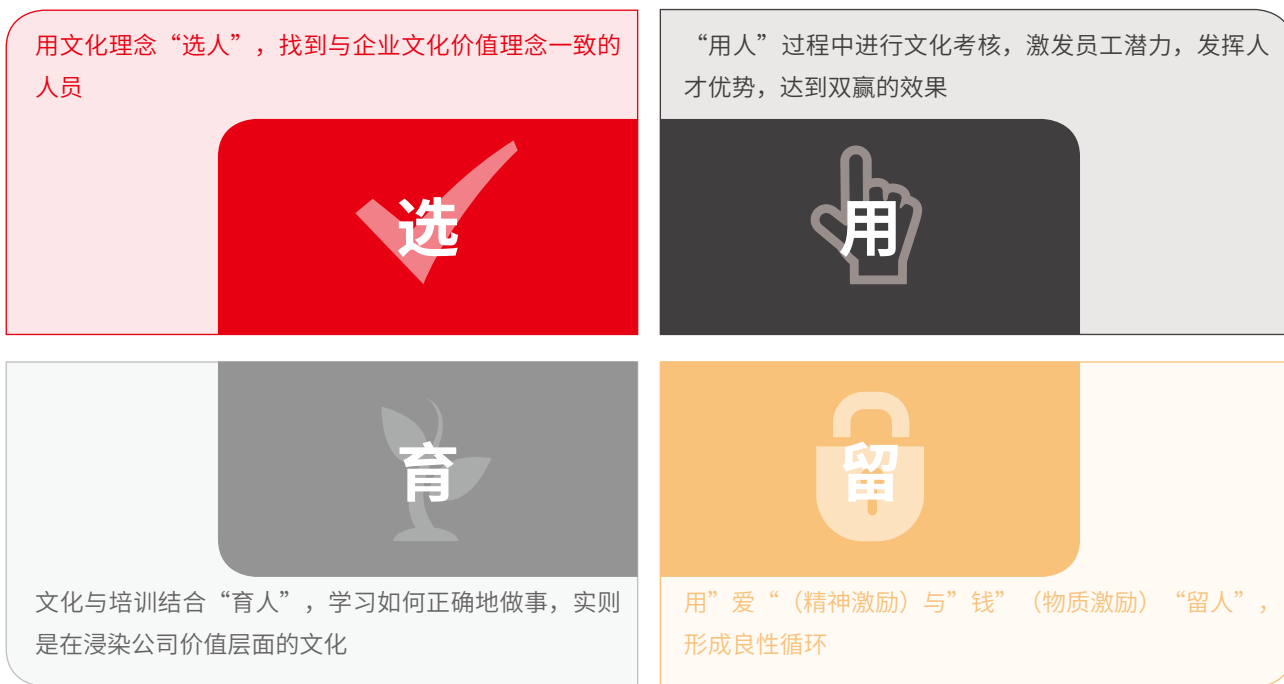 用文化理念“选人”，找到与企业文化价值理念一致的
人员
选
“用人”过程中进行文化考核，激发员工潜力，发挥人
才优势，达到双赢的效果
用
育
文化与培训结合“育人”，学习如何正确地做事，实则
是在浸染公司价值层面的文化
留
用”爱“（精神激励）与”钱”（物质激励）“留人”，
形成良性循环